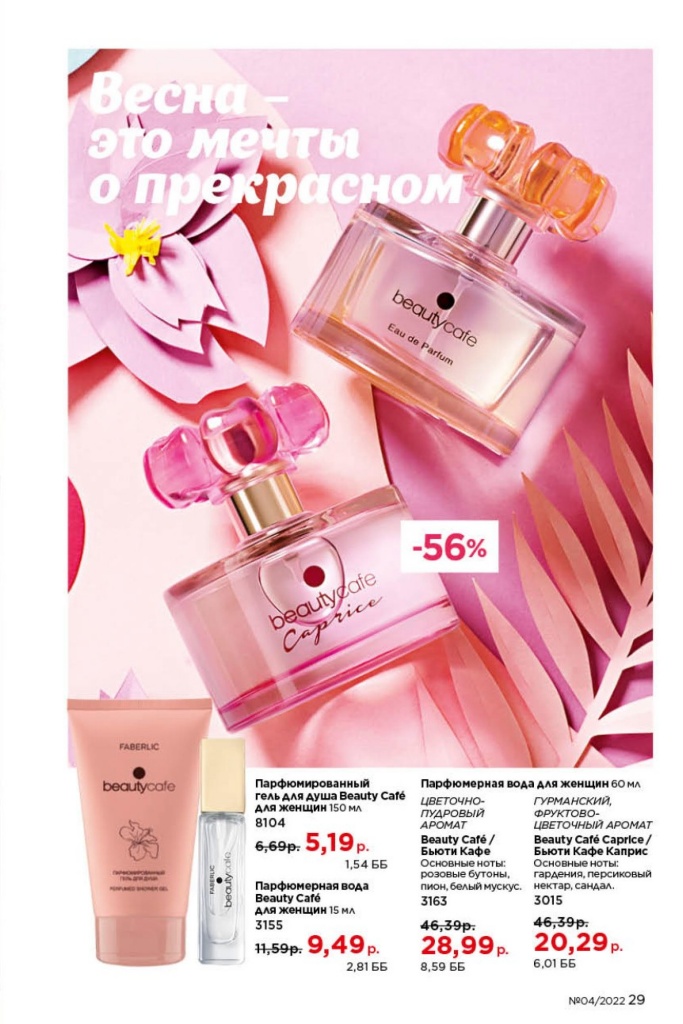 Весна –
это мечты
о прекрасном
beautycafe
Eau de Parfum
-56%
beautycafe
Caprice
FABERLIC
beautycafe
ПАРФЮМИРОВАННЫЙ
ГЕЛЬ ДЛЯ ДУША
PERFUMED SHOWER GEL
FABERLIC
beautycafe
Парфюмированный
гель для душа Beauty Café
для женщин 150 мл
8104
6,69р. 5,19 р.
1,54 ББ
Парфюмерная вода
Beauty Café
для женщин 15 мл
3155
11,59р. 9,49 р.
2,81 ББ
Парфюмерная вода для женщин 60 мл
ЦВЕТОЧНО-
ПУДРОВЫЙ
АРОМАТ
Beauty Café /
Бьюти Кафе
Основные ноты:
розовые бутоны,
пион, белый мускус.
3163
46,39р.
28,99 р.
8,59 ББ
ГУРМАНСКИЙ,
ФРУКТОВО-
ЦВЕТОЧНЫЙ АРОМАТ
Beauty Café Caprice /
Бьюти Кафе Каприс
Основные ноты:
гардения, персиковый
нектар, сандал.
3015
46,39р.
20,29 р.
6,01 ББ
№04/2022 29